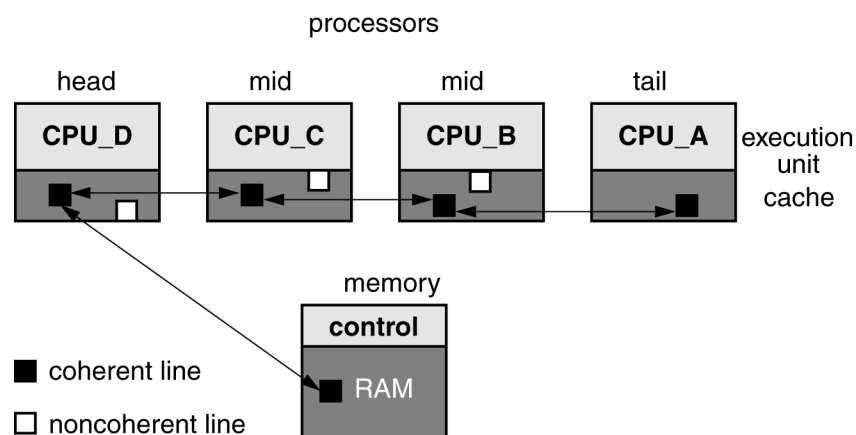 processors
head mid mid tail
CPU_D CPU_C CPU_B CPU_A
execution
unit
cache
memory
control
RAM
coherent line
noncoherent line